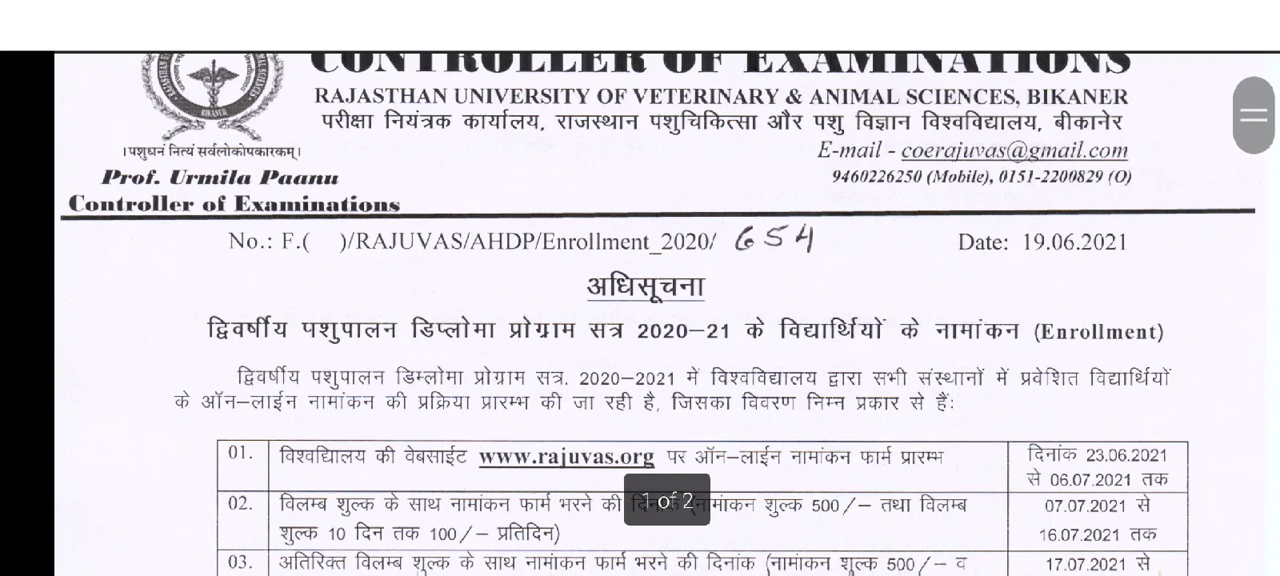 CONTROLLER OF EXAMINATIONS
RAJASTHAN UNIVERSITY OF VETERINARY & ANIMAL SCIENCES, BIKANER
परीक्षा नियंत्रक कार्यालय, राजस्थान पशुचिकित्सा और पशु विज्ञान विश्वविद्यालय, बीकानेर
।पशुधनं नित्यं सर्वलोकोपकारकम्।
E-mail - coerajuvas@gmail.com
Prof. Urmila Paanu
9460226250 (Mobile), 0151-2200829 (O)
Controller of Examinations
No.: F.( )/RAJUVAS/AHDP/Enrollment_2020/ 654 Date: 19.06.2021
अधिसूचना
द्विवर्षीय पशुपालन डिप्लोमा प्रोग्राम सत्र 2020-21 के विद्यार्थियों के नामांकन (Enrollment)
द्विवर्षीय पशुपालन डिम्लोमा प्रोग्राम सत्र. 2020-2021 में विश्वविद्यालय द्वारा सभी संस्थानों में प्रवेशित विद्यार्थियों
के ऑन-लाईन नामांकन की प्रक्रिया प्रारम्भ की जा रही है, जिसका विवरण निम्न प्रकार से हैं:
01. विश्वद्यिालय की वेबसाईट www.rajuvas.org पर ऑन-लाईन नामांकन फार्म प्रारम्भ दिनांक 23.06.2021
से 06.07.2021 तक
02. विलम्ब शुल्क के साथ नामांकन फार्म भरने की (नामांकन शुल्क 500/- तथा विलम्ब 07.07.2021 से
1 of 2
शुल्क 10 दिन तक 100/- प्रतिदिन) 16.07.2021 तक
03. अतिरिक्त विलम्ब शुल्क के साथ नामांकन फार्म भरने की दिनांक (नामांकन शुल्क 500/- व 17.07.2021 से